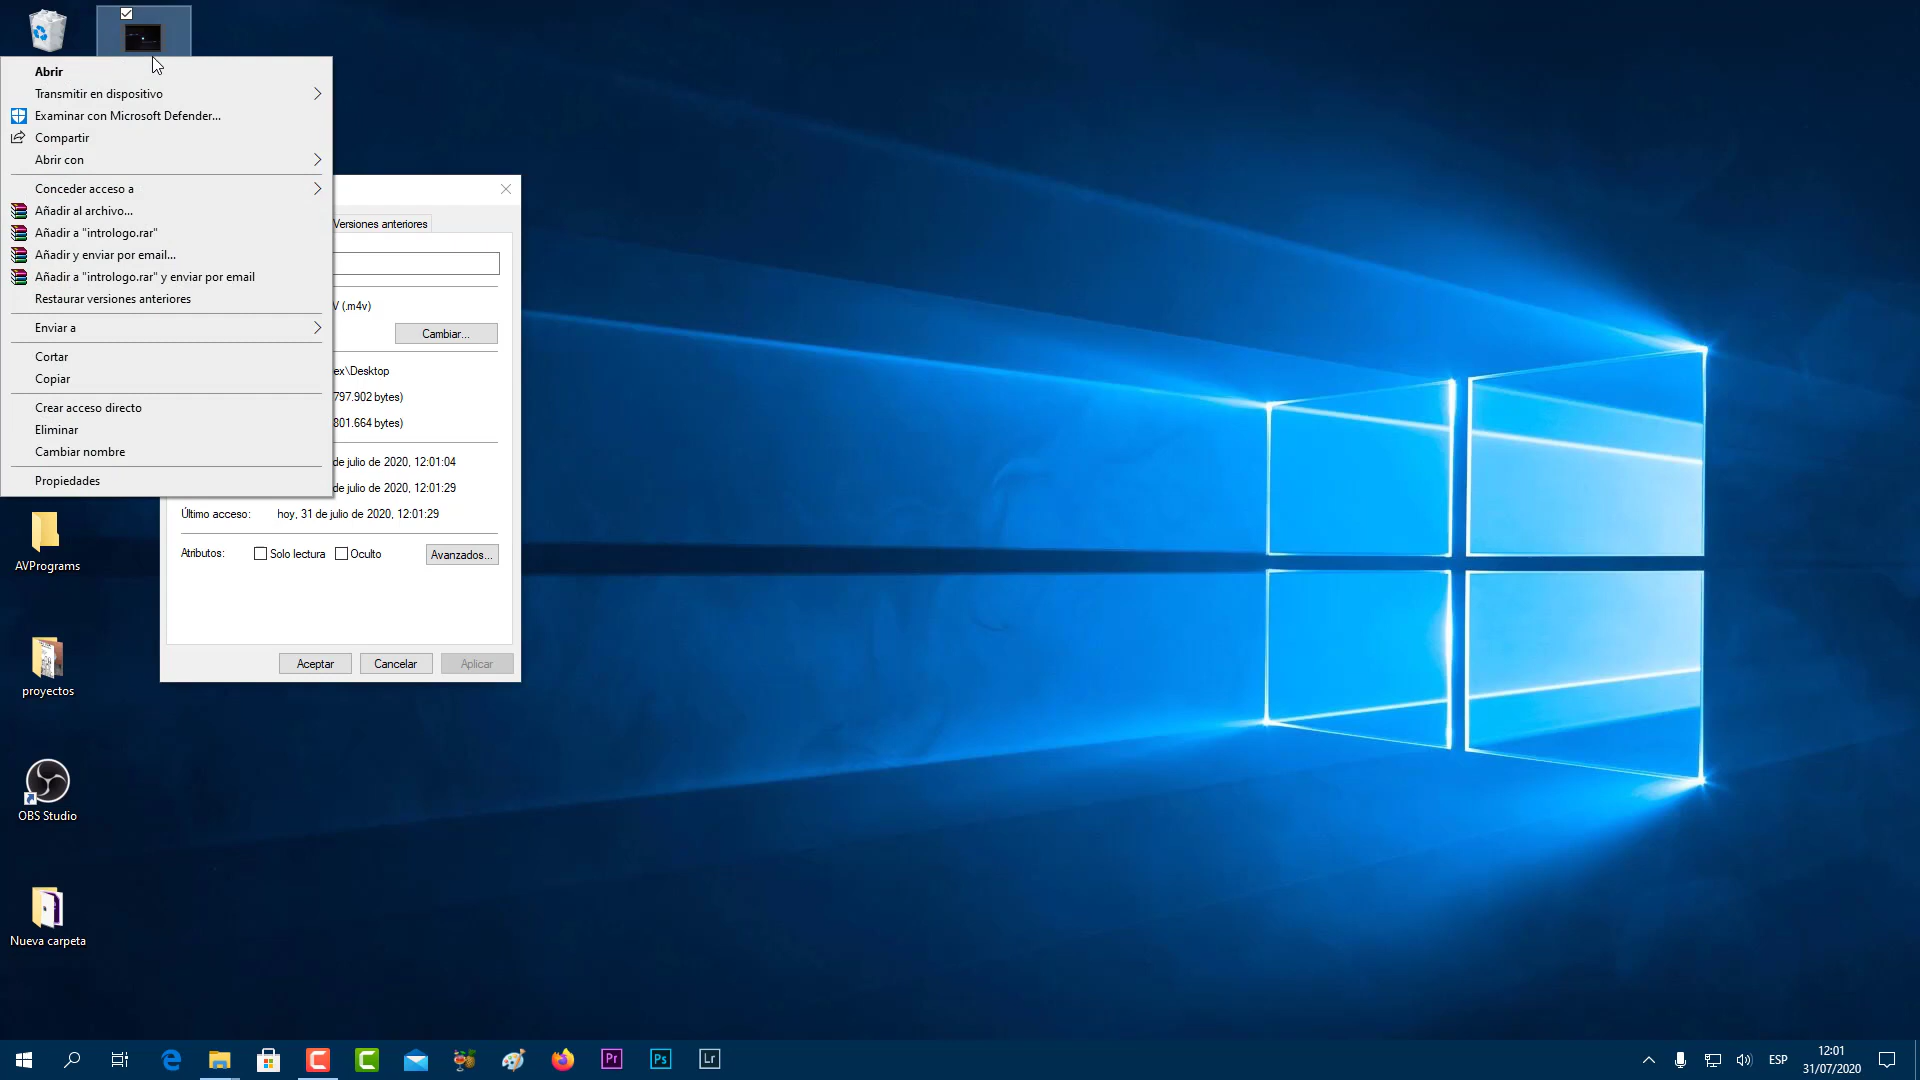 Abrir
Transmitir en dispositivo
Examinar con Microsoft Defender...
Compartir
Abrir con
Conceder acceso a
Añadir al archivo...
Añadir a "intrologo.rar"
Añadir y enviar por email...
Añadir a "intrologo.rar" y enviar por email
Restaurar versiones anteriores
Enviar a
Cortar
Copiar
Crear acceso directo
Eliminar
Cambiar nombre
Propiedades
Versiones anteriores
V (.m4v)
Cambiar...
ex\Desktop
797.902 bytes)
801.664 bytes)
de julio de 2020, 12:01:04
de julio de 2020, 12:01:29
Último acceso: hoy, 31 de julio de 2020, 12:01:29
Atributos: Solo lectura Oculto Avanzados...
Aceptar Cancelar Aplicar
AVPrograms
proyectos
OBS Studio
Nueva carpeta
Pr Ps Lr
ESP
12:01
31/07/2020